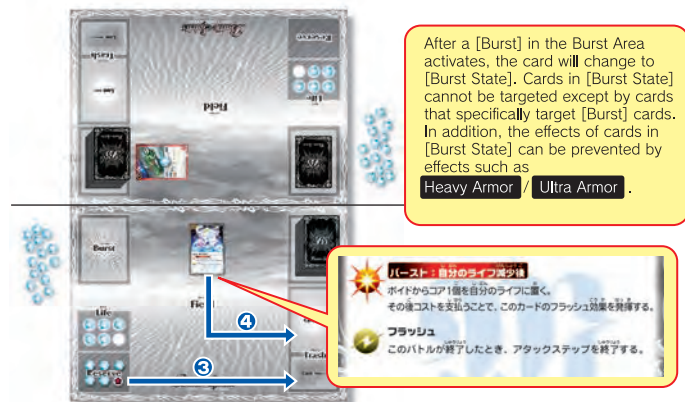 Battle Spirits
Reserve
Trash
Life
Field
After a [Burst] in the Burst Area
activates, the card will change to
[Burst State]. Cards in [Burst State]
cannot be targeted except by cards
that specifically target [Burst] cards.
In addition, the effects of cards in
[Burst State] can be prevented by
effects such as
Heavy Armor / Ultra Armor .
Burst
Field
Life
Reserve
Trash
3
4
バースト：自分のライフ減少後
ボイドからコア1個を自分のライフに置く。
その後コストを支払うことで、このカードのフラッシュ効果を発揮する。
フラッシュ
このバトルが終了したとき、アタックステップを終了する。